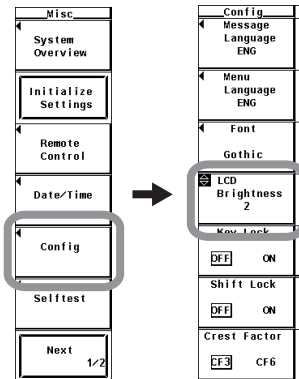 Misc
System
Overview
Initialize
Settings
Remote
Control
Date/Time
Config
Selftest
Next
1/2
Config
Message
Language
ENG
Menu
Language
ENG
Font
Gothic
LCD
Brightness
2
Key Lock
OFF ON
Shift Lock
OFF ON
Crest Factor
CF3 CF6